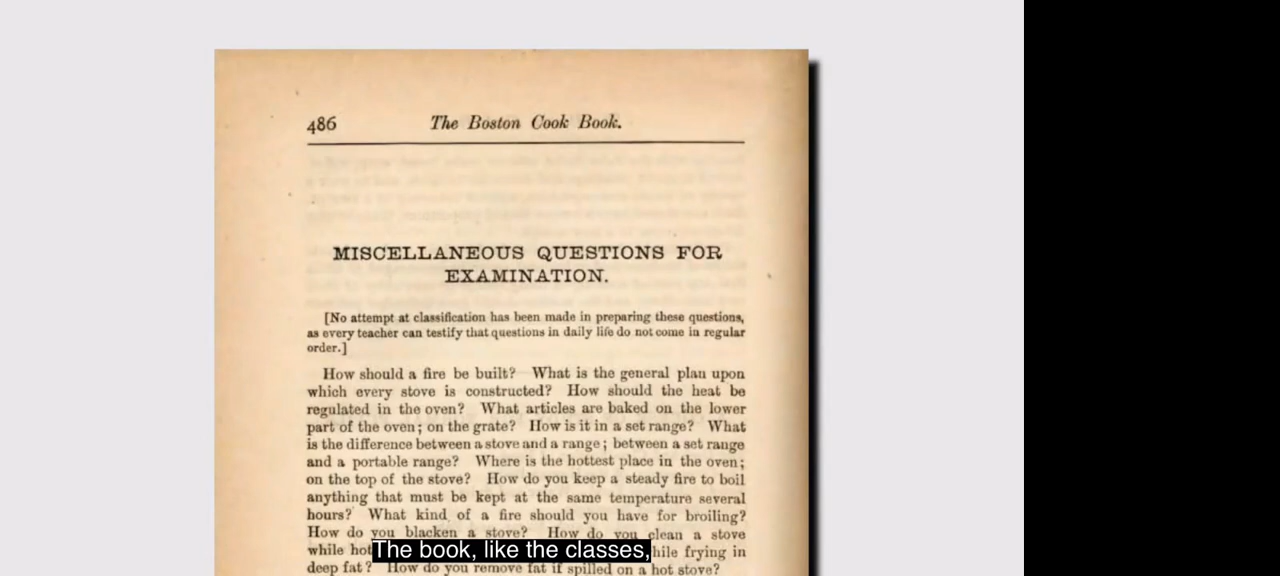 486 The Boston Cook Book.
MISCELLANEOUS QUESTIONS FOR
EXAMINATION.
[No attempt at classification has been made in preparing these questions,
as every teacher can testify that questions in daily life do not come in regular
order.]
How should a fire be built? What is the general plan upon
which every stove is constructed? How should the heat be
regulated in the oven? What articles are baked on the lower
part of the oven; on the grate? How is it in a set range? What
is the difference between a stove and a range; between a set range
and a portable range? Where is the hottest place in the oven;
on the top of the stove? How do you keep a steady fire to boil
anything that must be kept at the same temperature several
hours? What kind of a fire should you have for broiling?
How do you blacken a stove? How do you clean a stove
while hot hile frying in
The book, like the classes,
deep fat? How do you remove fat if spilled on a hot stove?